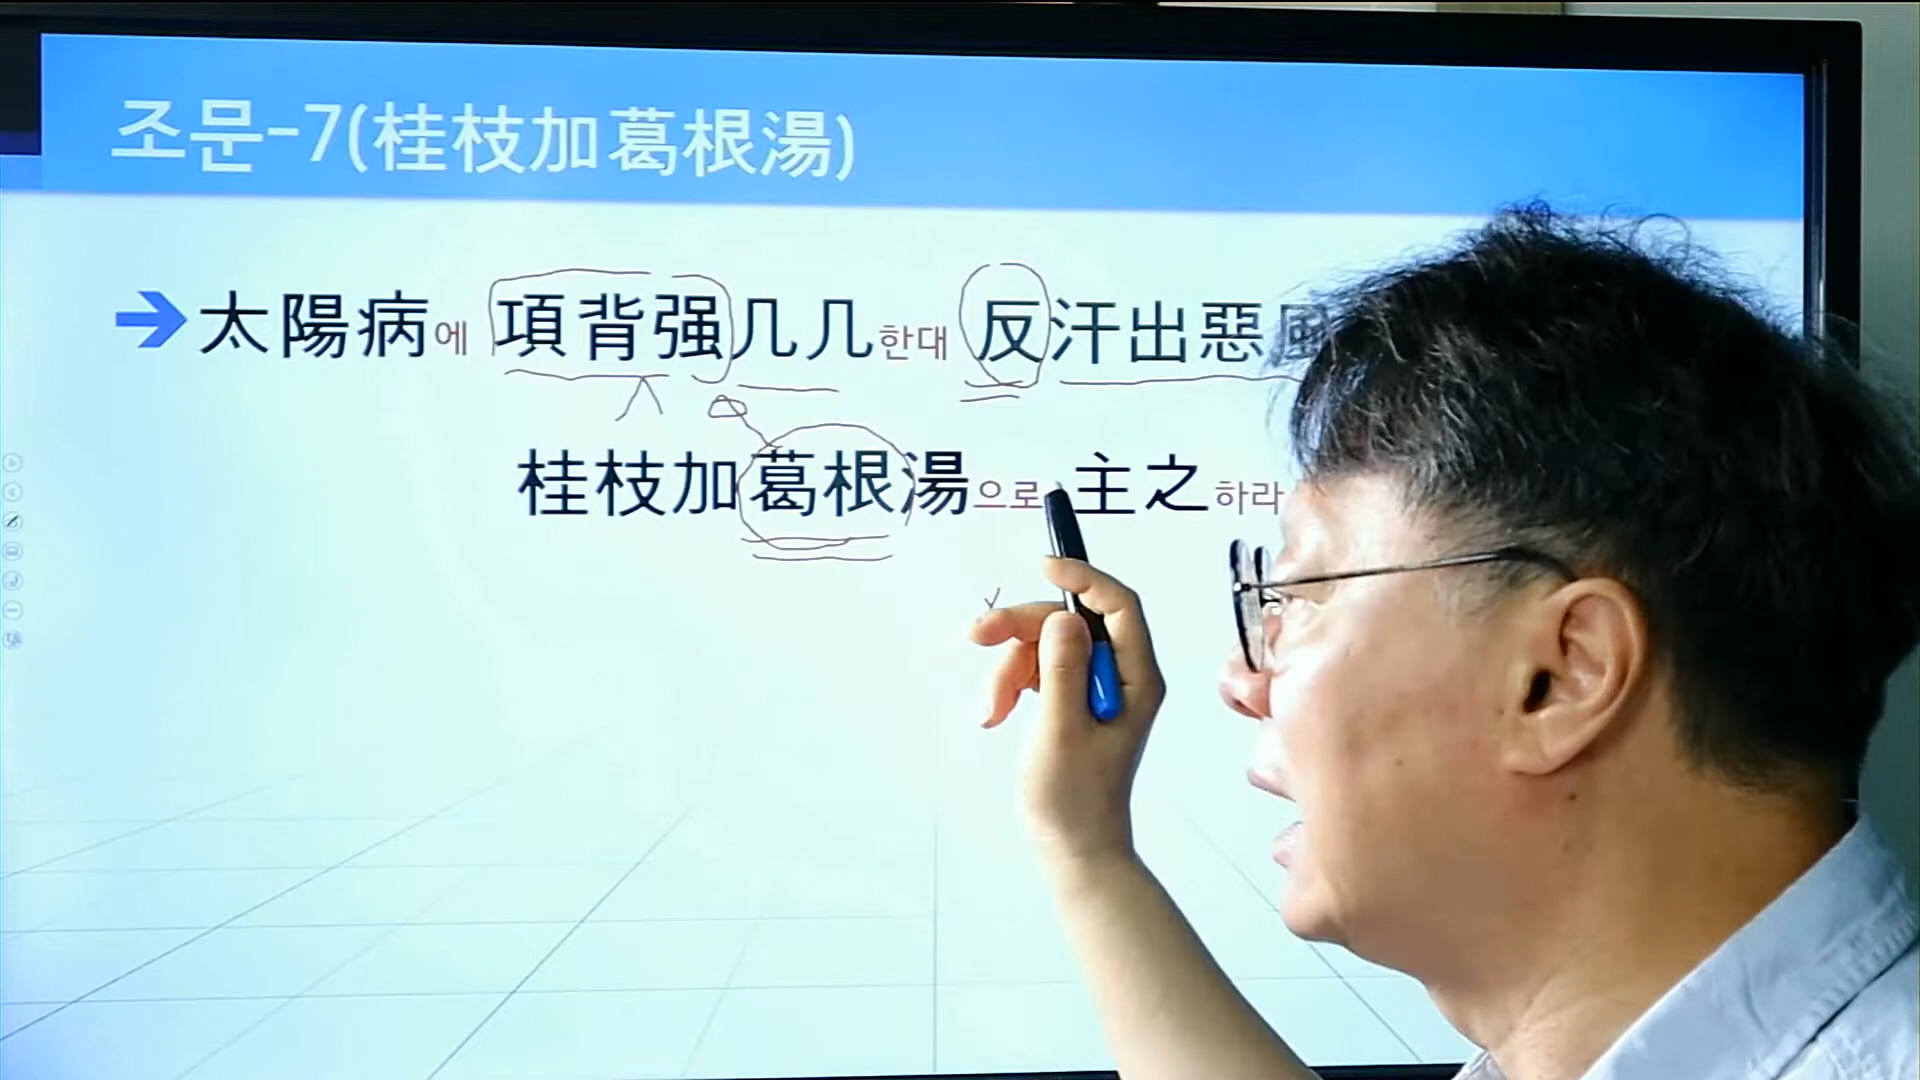 조문-7(桂枝加葛根湯)
太陽病에 項背强几几한대 反汗出惡風
桂枝加葛根湯으로 主之하라